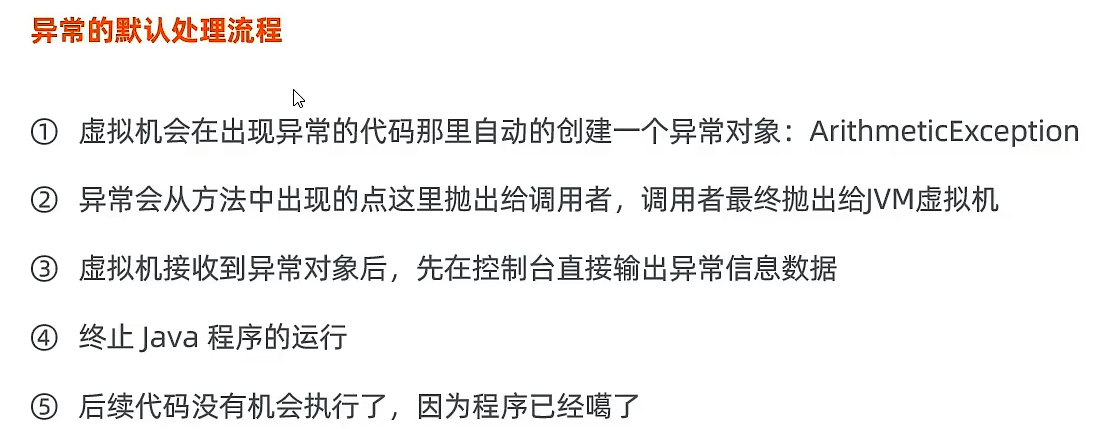 异常的默认处理流程
① 虚拟机会在出现异常的代码那里自动的创建一个异常对象：ArithmeticException
② 异常会从方法中出现的点这里抛出给调用者，调用者最终抛出给JVM虚拟机
③ 虚拟机接收到异常对象后，先在控制台直接输出异常信息数据
④ 终止 Java 程序的运行
⑤ 后续代码没有机会执行了，因为程序已经噶了